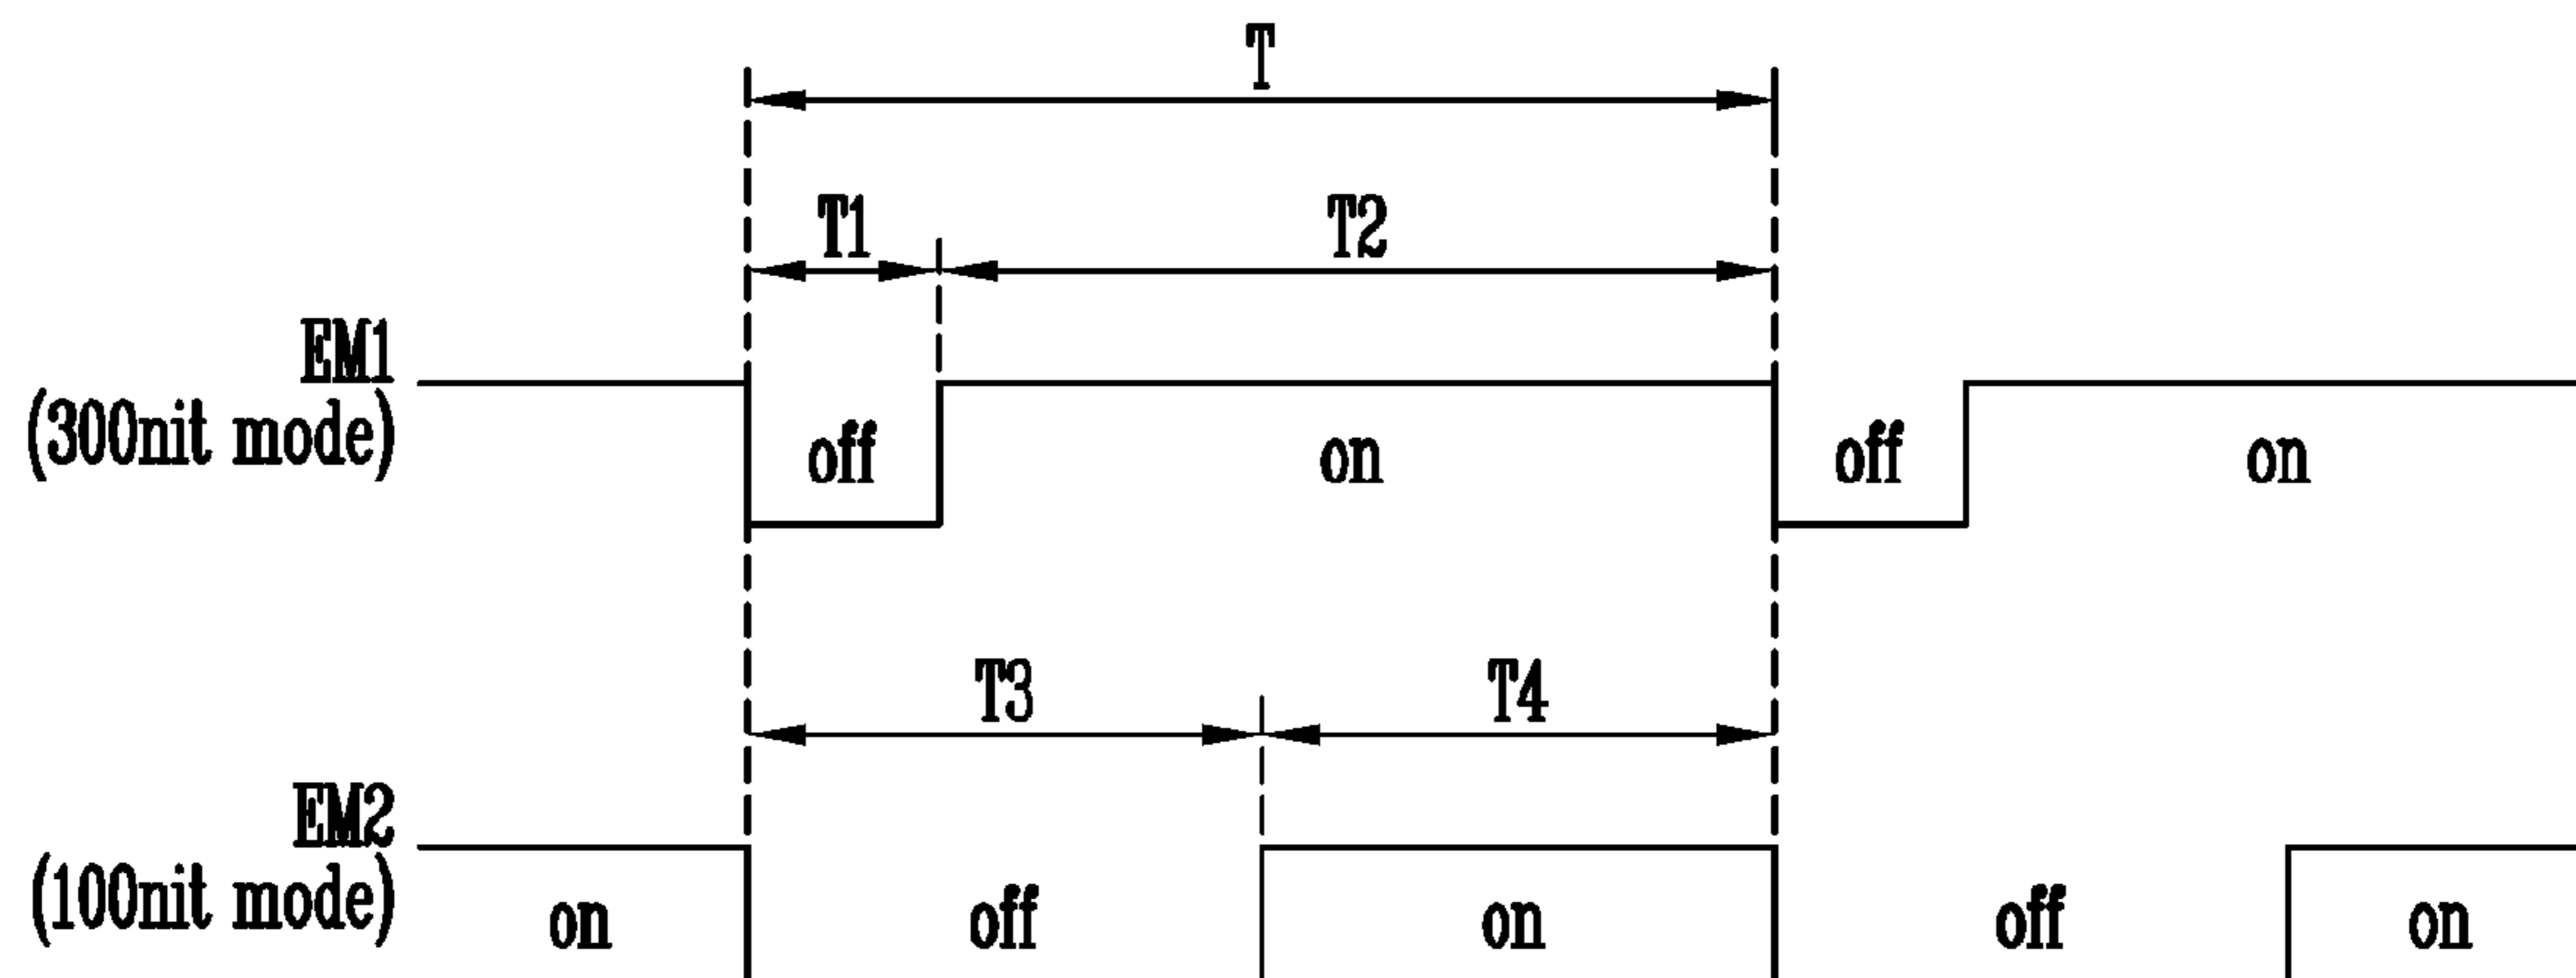 T
T1 T2
EM1
(300nit mode)
off on off on
T3 T4
EM2
(100nit mode)
on off on off on